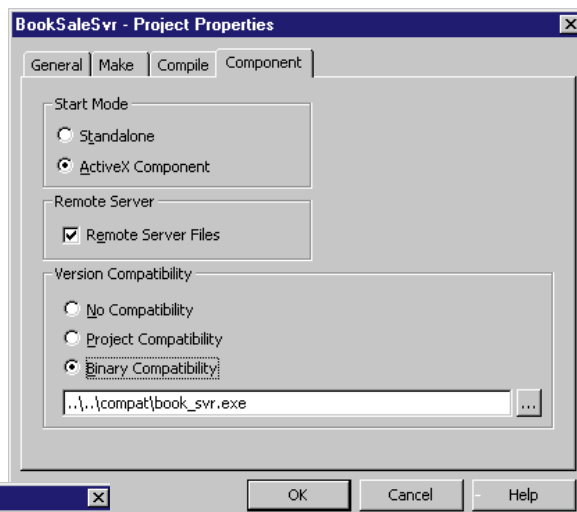 BookSaleSvr - Project Properties
General Make Compile Component
Start Mode
Standalone
ActiveX Component
Remote Server
Remote Server Files
Version Compatibility
No Compatibility
Project Compatibility
Binary Compatibility
..\..\compat\book_svr.exe
...
OK Cancel Help